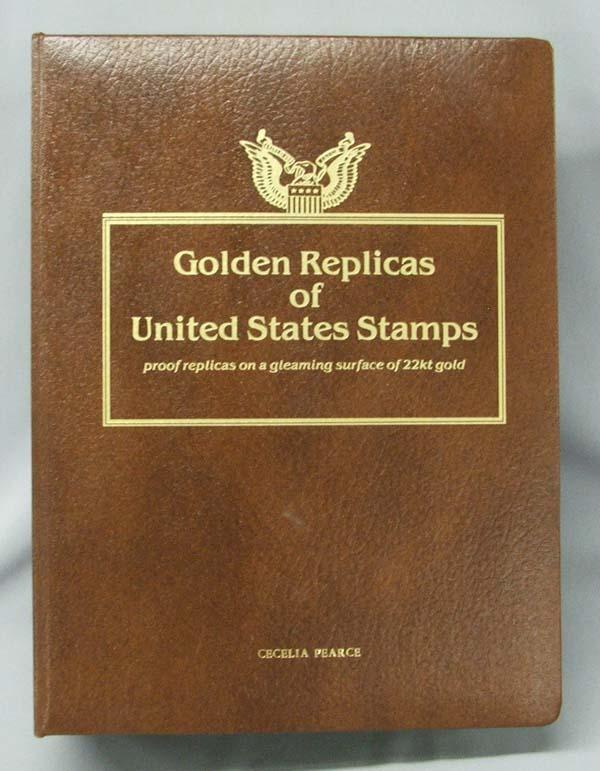 Golden Replicas
of
United States Stamps
proof replicas on a gleaming surface of 22kt gold
CECELIA PEARCE